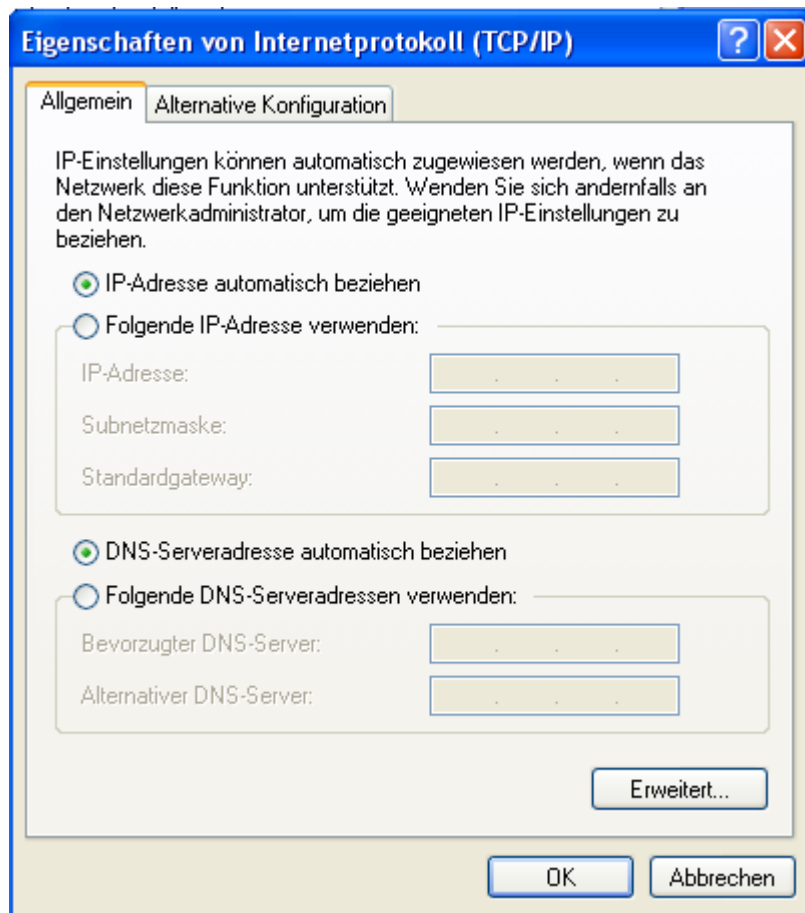 Eigenschaften von Internetprotokoll (TCP/IP)
Allgemein
Alternative Konfiguration
IP-Einstellungen können automatisch zugewiesen werden, wenn das
Netzwerk diese Funktion unterstützt. Wenden Sie sich andernfalls an
den Netzwerkadministrator, um die geeigneten IP-Einstellungen zu
beziehen.
IP-Adresse automatisch beziehen
Folgende IP-Adresse verwenden:
IP-Adresse:
Subnetzmaske:
Standardgateway:
DNS-Serveradresse automatisch beziehen
Folgende DNS-Serveradressen verwenden:
Bevorzugter DNS-Server:
Alternativer DNS-Server:
Erweitert...
OK
Abbrechen